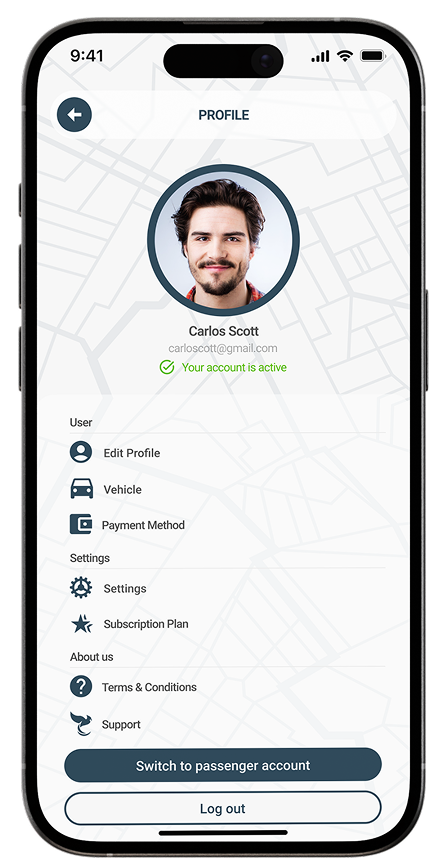 9:41
PROFILE
Carlos Scott
carloscott@gmail.com
Your account is active
User
Edit Profile
Vehicle
Payment Method
Settings
Settings
Subscription Plan
About us
Terms & Conditions
Support
Switch to passenger account
Log out